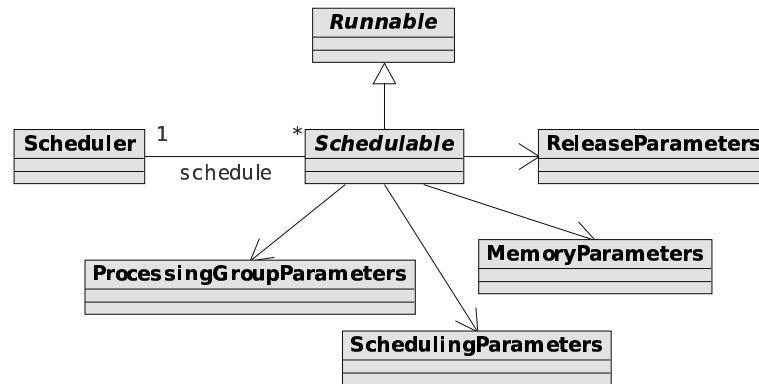 Runnable
Scheduler
1
*
schedule
Schedulable
ReleaseParameters
ProcessingGroupParameters
MemoryParameters
SchedulingParameters